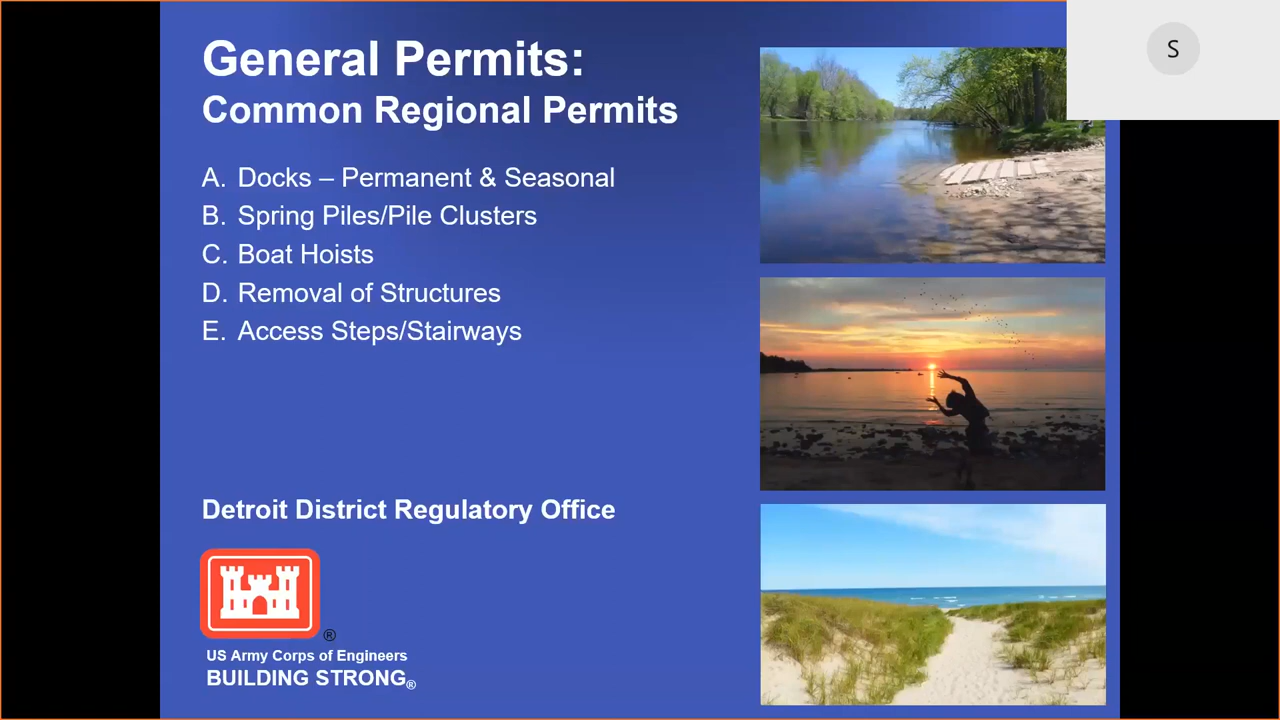 General Permits:
Common Regional Permits
A. Docks – Permanent & Seasonal
B. Spring Piles/Pile Clusters
C. Boat Hoists
D. Removal of Structures
E. Access Steps/Stairways
Detroit District Regulatory Office
®
US Army Corps of Engineers
BUILDING STRONG®
S